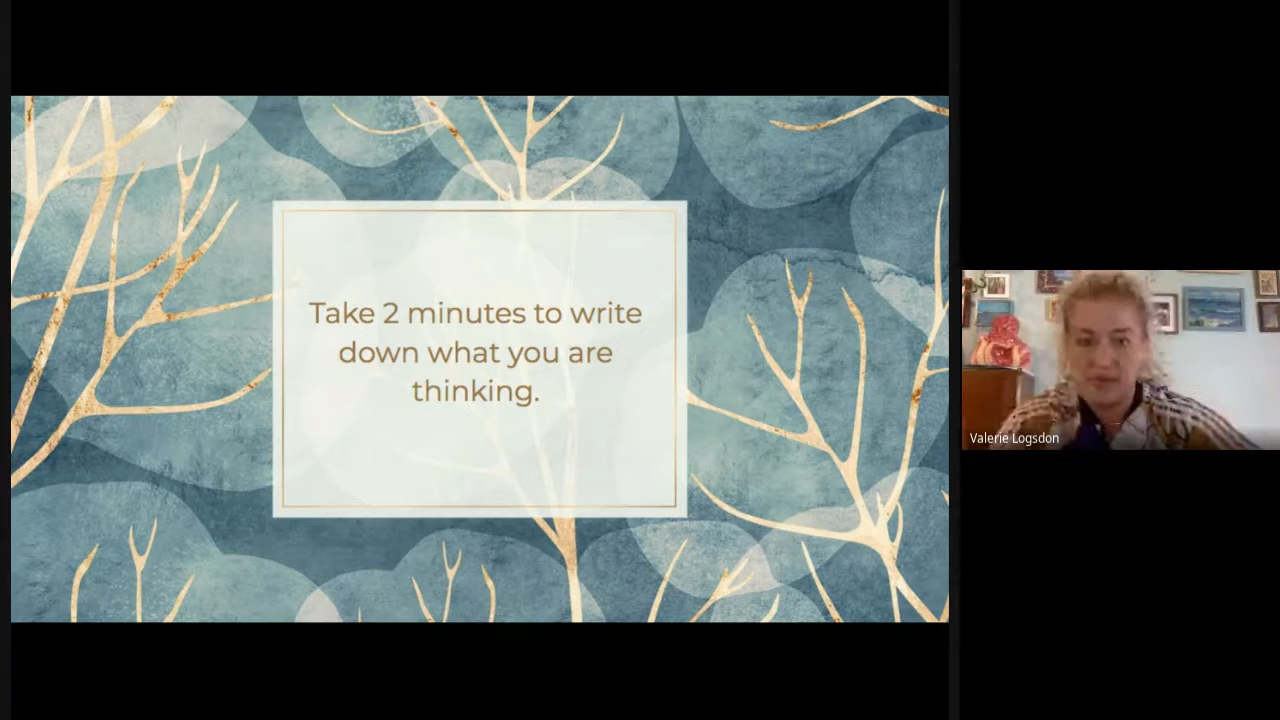 Take 2 minutes to write
down what you are
thinking.
Valerie Logsdon